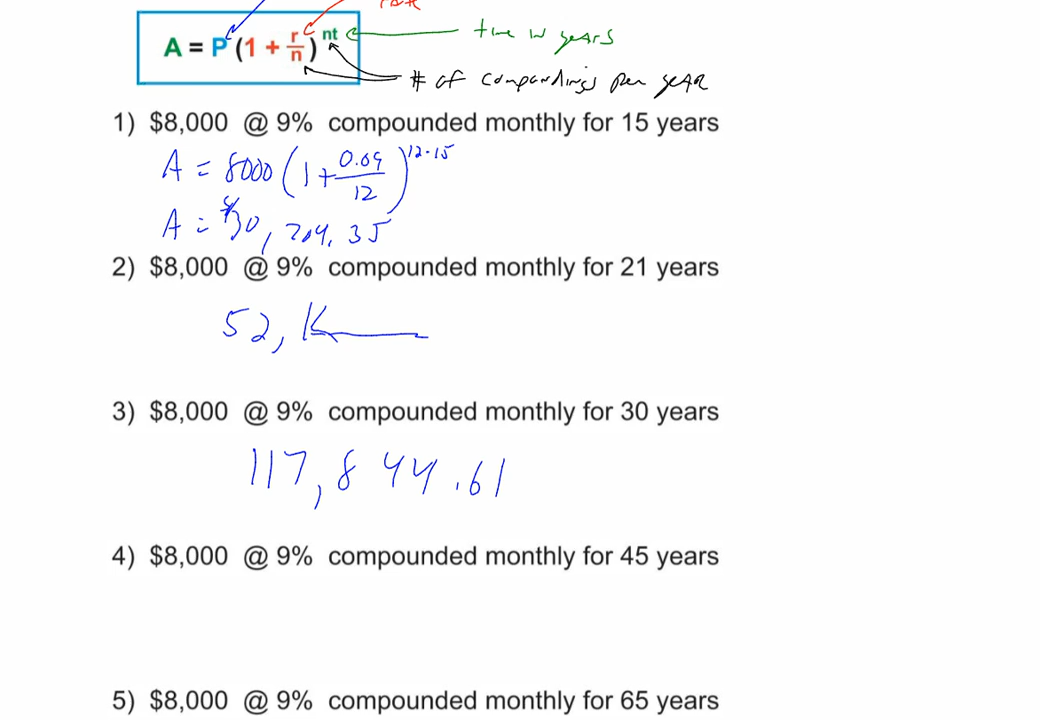 rate
A = P (1 + r/n)^nt
time in years
# of compoundings per year
1) $8,000 @ 9% compounded monthly for 15 years
A = 8000 (1 + 0.09/12)^12·15
A = $30, 704.35
2) $8,000 @ 9% compounded monthly for 21 years
52, K
3) $8,000 @ 9% compounded monthly for 30 years
117,844.61
4) $8,000 @ 9% compounded monthly for 45 years
5) $8,000 @ 9% compounded monthly for 65 years